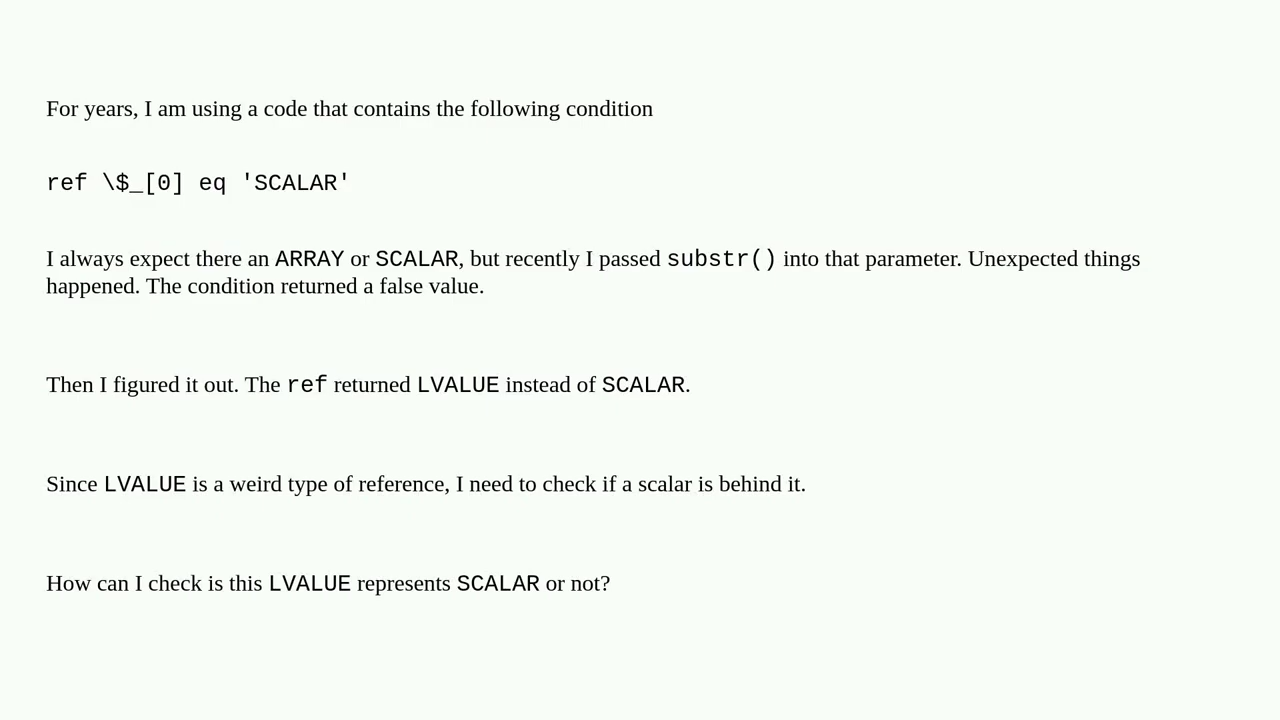 For years, I am using a code that contains the following condition
ref \$_[0] eq 'SCALAR'
I always expect there an ARRAY or SCALAR, but recently I passed substr() into that parameter. Unexpected things
happened. The condition returned a false value.
Then I figured it out. The ref returned LVALUE instead of SCALAR.
Since LVALUE is a weird type of reference, I need to check if a scalar is behind it.
How can I check is this LVALUE represents SCALAR or not?